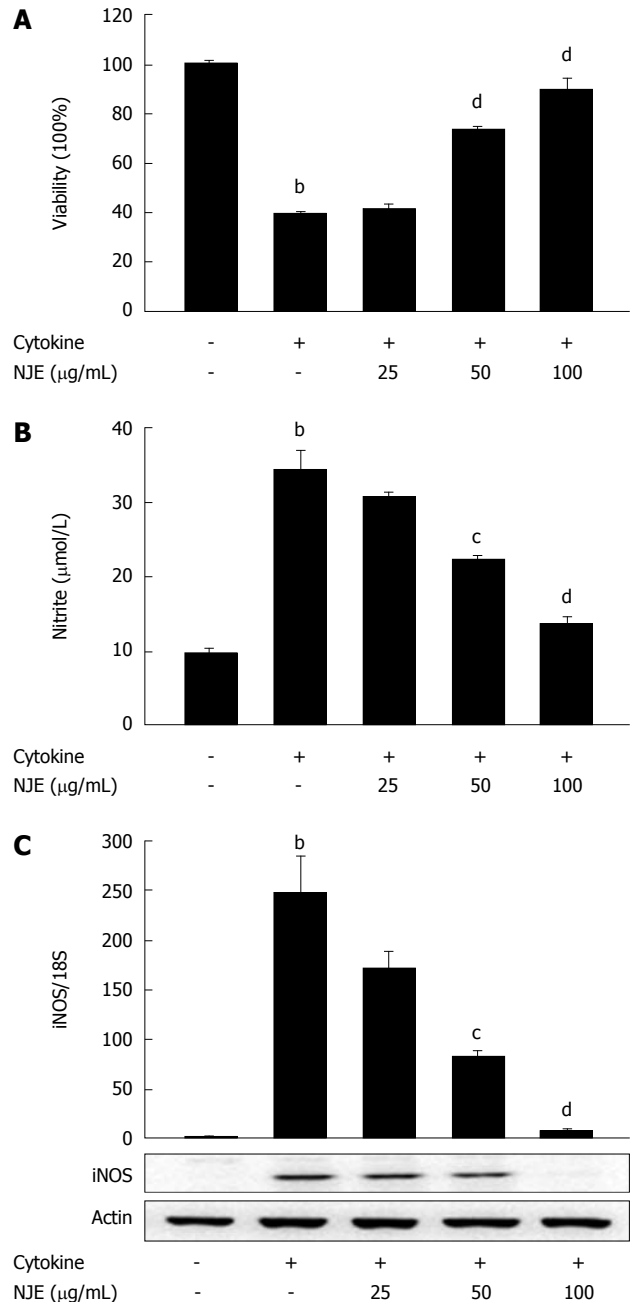 A
Viability (100%)
120
100
80
60
40
20
0
b
d
d
Cytokine - + + + +
NJE (μg/mL) - - 25 50 100
B
Nitrite (μmol/L)
40
30
20
10
0
b
c
d
Cytokine - + + + +
NJE (μg/mL) - - 25 50 100
C
iNOS/18S
300
250
200
150
100
50
0
b
c
d
iNOS
Actin
Cytokine - + + + +
NJE (μg/mL) - - 25 50 100